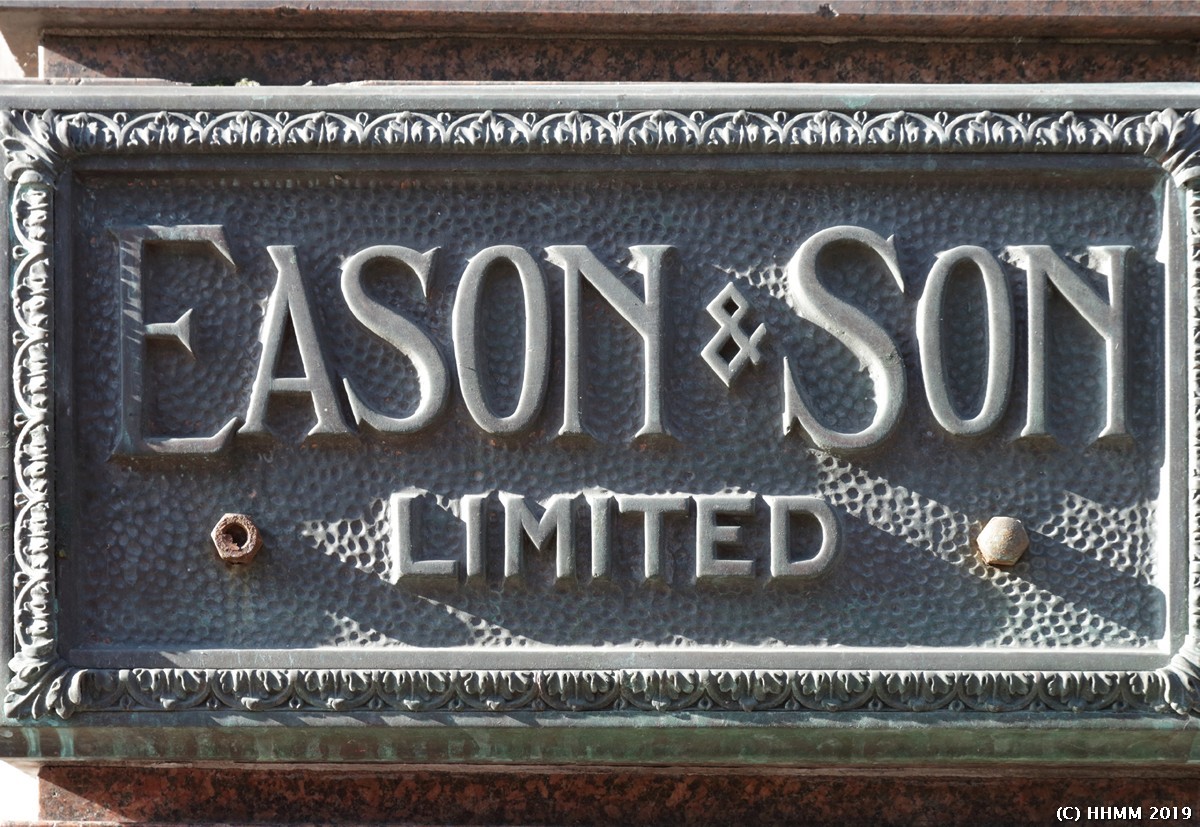 EASON & SON
LIMITED
(C) HHMM 2019